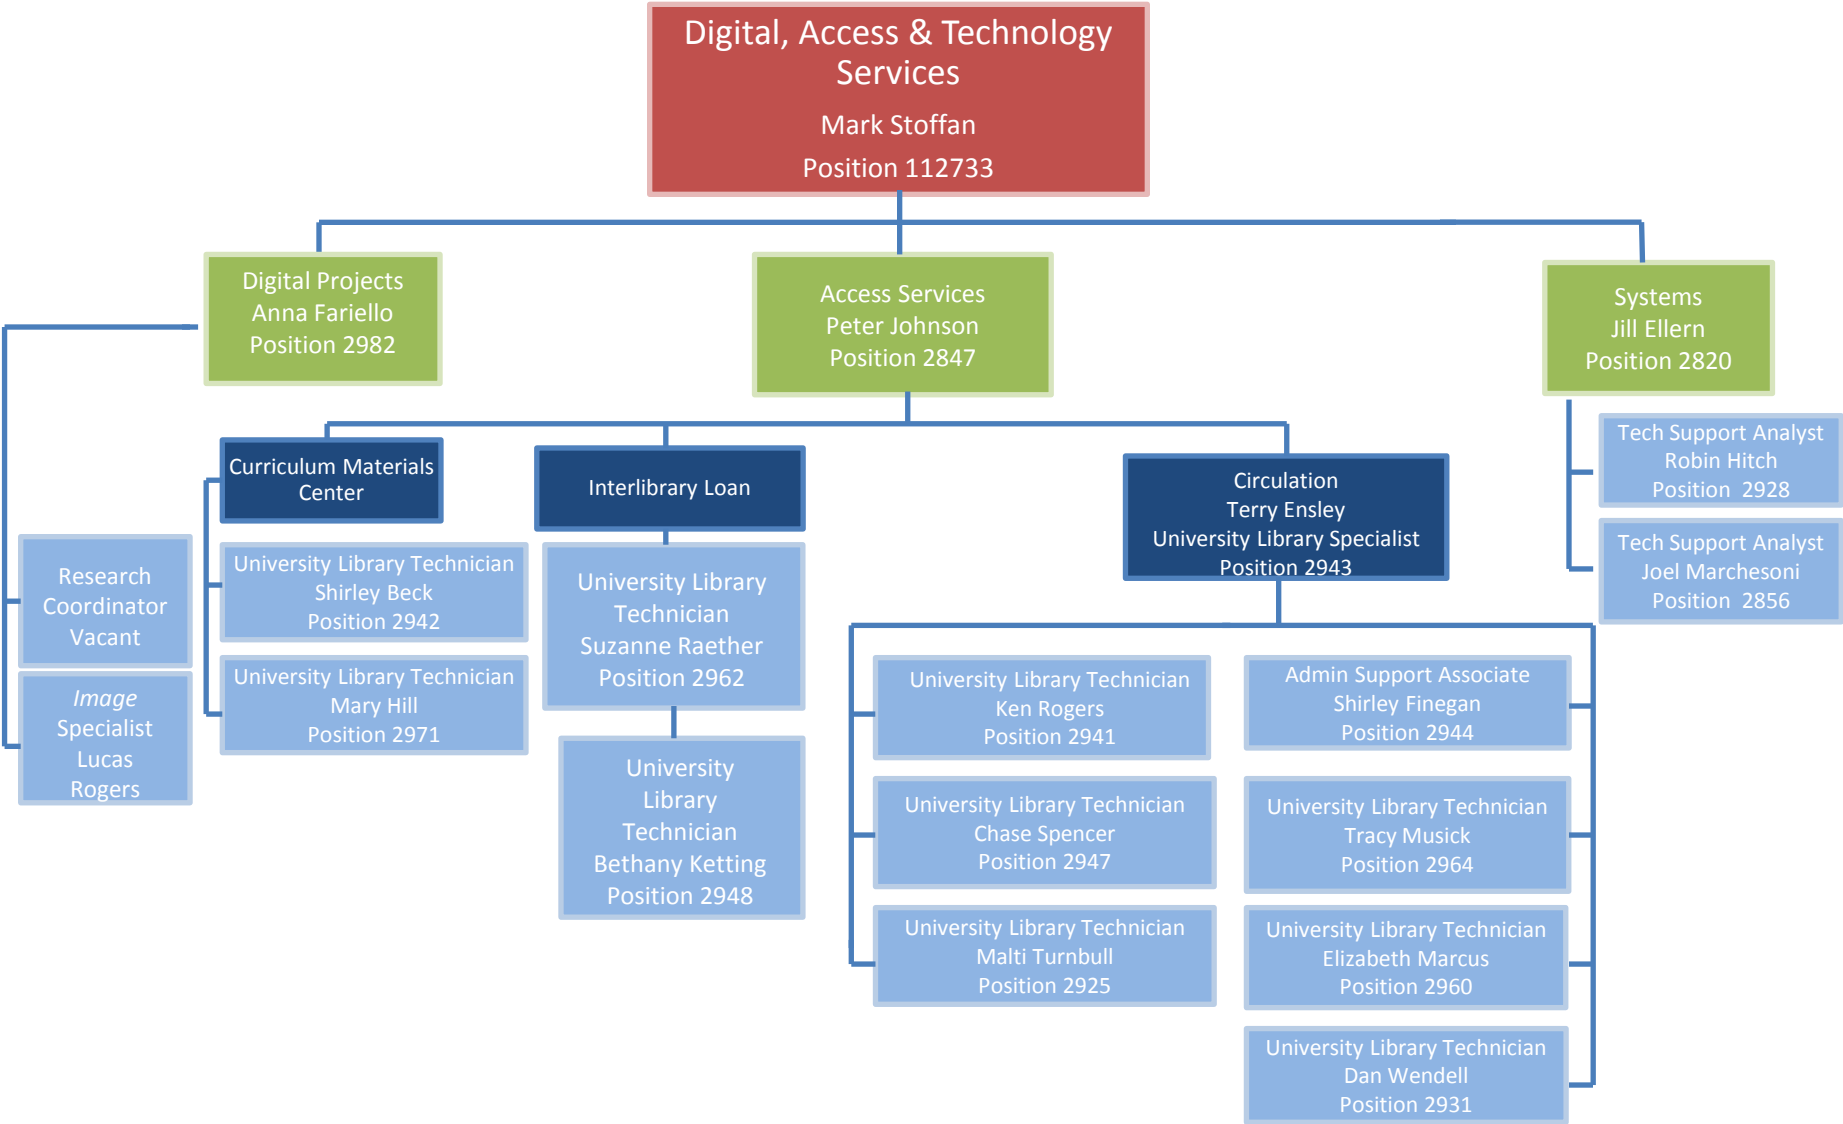 Digital, Access & Technology
Services
Mark Stoffan
Position 112733
Digital Projects
Anna Fariello
Position 2982
Access Services
Peter Johnson
Position 2847
Systems
Jill Ellern
Position 2820
Tech Support Analyst
Robin Hitch
Position 2928
Tech Support Analyst
Joel Marchesoni
Position 2856
Curriculum Materials
Center
Interlibrary Loan
Circulation
Terry Ensley
University Library Specialist
Position 2943
Research
Coordinator
Vacant
Image
Specialist
Lucas
Rogers
University Library Technician
Shirley Beck
Position 2942
University Library Technician
Mary Hill
Position 2971
University Library
Technician
Suzanne Raether
Position 2962
University
Library
Technician
Bethany Ketting
Position 2948
University Library Technician
Ken Rogers
Position 2941
University Library Technician
Chase Spencer
Position 2947
University Library Technician
Malti Turnbull
Position 2925
Admin Support Associate
Shirley Finegan
Position 2944
University Library Technician
Tracy Musick
Position 2964
University Library Technician
Elizabeth Marcus
Position 2960
University Library Technician
Dan Wendell
Position 2931